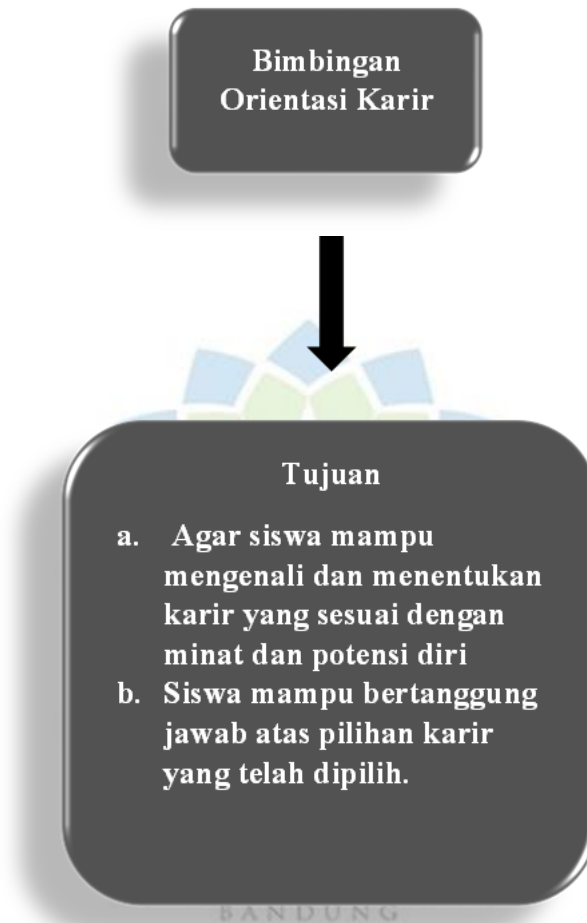 Bimbingan
Orientasi Karir
Tujuan
a. Agar siswa mampu
mengenali dan menentukan
karir yang sesuai dengan
minat dan potensi diri
b. Siswa mampu bertanggung
jawab atas pilihan karir
yang telah dipilih.
BANDUNG